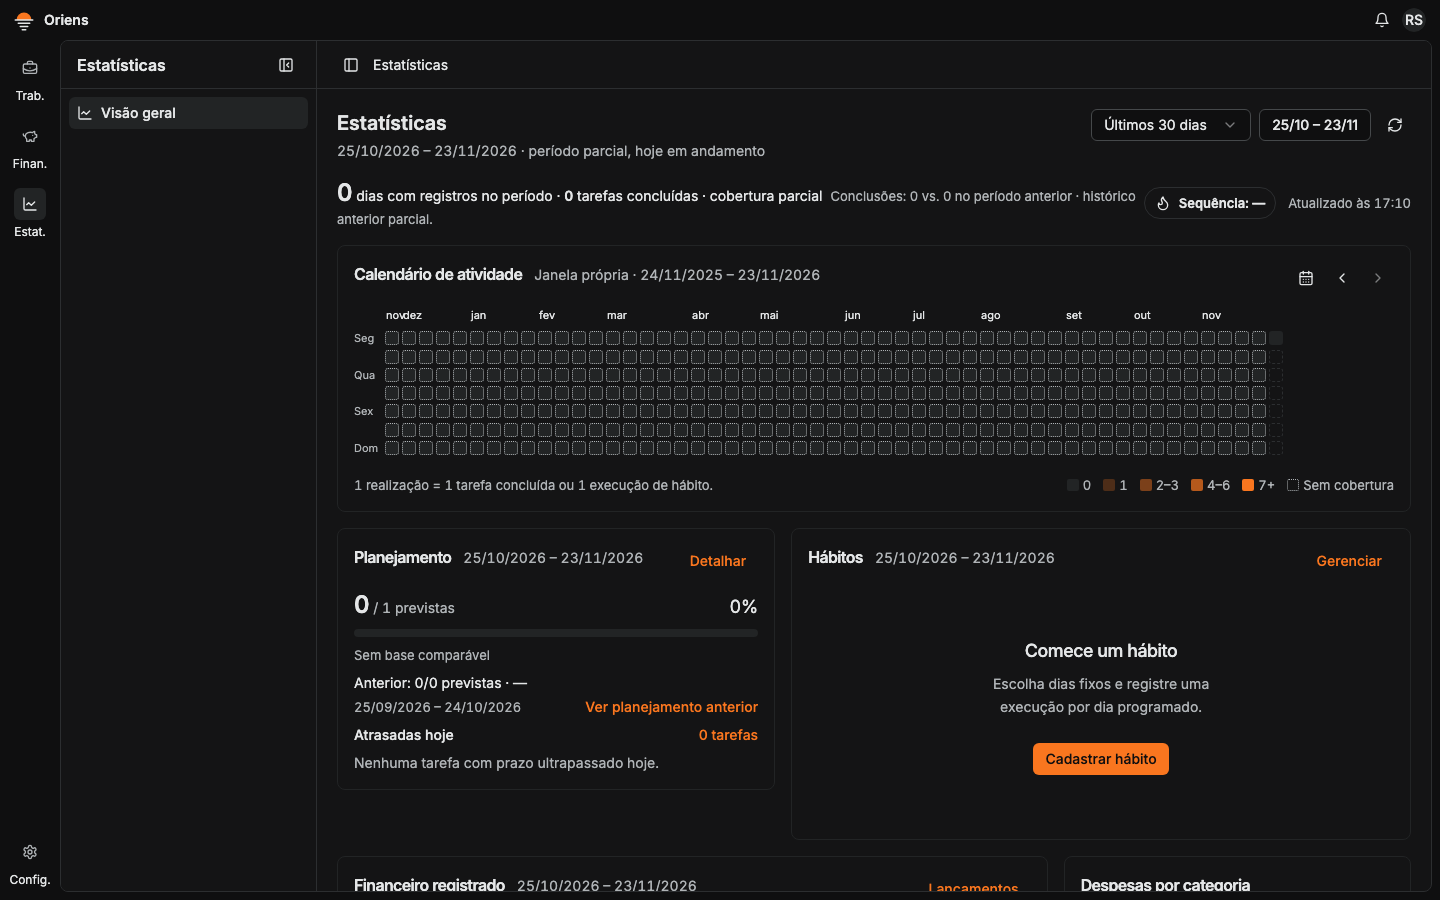 Oriens
RS
Trab.
Finan.
Estat.
Config.
Estatísticas
Visão geral
Estatísticas
Estatísticas
25/10/2026 – 23/11/2026 · período parcial, hoje em andamento
Últimos 30 dias
25/10 – 23/11
0 dias com registros no período · 0 tarefas concluídas · cobertura parcial Conclusões: 0 vs. 0 no período anterior · histórico
anterior parcial.
Sequência: —
Atualizado às 17:10
Calendário de atividade Janela própria · 24/11/2025 – 23/11/2026
nov dez jan fev mar abr mai jun jul ago set out nov
Seg
Qua
Sex
Dom
1 realização = 1 tarefa concluída ou 1 execução de hábito.
0 1 2–3 4–6 7+ Sem cobertura
Planejamento 25/10/2026 – 23/11/2026 Detalhar
0 / 1 previstas 0%
Sem base comparável
Anterior: 0/0 previstas · —
25/09/2026 – 24/10/2026 Ver planejamento anterior
Atrasadas hoje 0 tarefas
Nenhuma tarefa com prazo ultrapassado hoje.
Hábitos 25/10/2026 – 23/11/2026 Gerenciar
Comece um hábito
Escolha dias fixos e registre uma
execução por dia programado.
Cadastrar hábito
Financeiro registrado 25/10/2026 – 23/11/2026 Lançamentos
Despesas por categoria